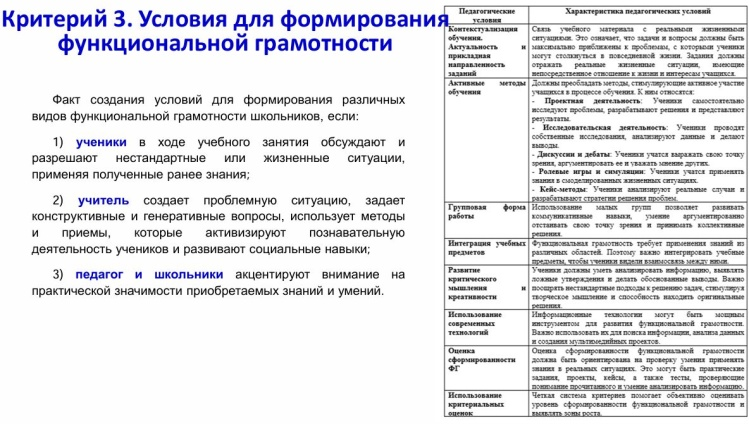 Критерий 3. Условия для формирования
функциональной грамотности
Факт создания условий для формирования различных
видов функциональной грамотности школьников, если:
1) ученики в ходе учебного занятия обсуждают и
разрешают нестандартные или жизненные ситуации,
применяя полученные ранее знания;
2) учитель создает проблемную ситуацию, задает
конструктивные и генеративные вопросы, использует методы
и приемы, которые активизируют познавательную
деятельность учеников и развивают социальные навыки;
3) педагог и школьники акцентируют внимание на
практической значимости приобретаемых знаний и умений.
Педагогические
условия
Характеристика педагогических условий
Контекстуализация
обучения.
Актуальность и
прикладная
направленность
заданий
Связь учебного материала с реальными жизненными
ситуациями. Это означает, что задачи и вопросы должны быть
максимально приближены к проблемам, с которыми ученики
могут столкнуться в повседневной жизни. Задания должны
отражать реальные жизненные ситуации, имеющие
непосредственное отношение к жизни и интересам учащихся.
Активные методы
обучения
Должны преобладать методы, стимулирующие активное участие
учащихся в процессе обучения. К ним относятся:
- Проектная деятельность: Ученики самостоятельно
исследуют проблемы, разрабатывают решения и представляют
результаты.
- Исследовательская деятельность: Ученики проводят
собственные исследования, анализируют данные и делают
выводы.
- Дискуссии и дебаты: Ученики учатся выражать свою точку
зрения, аргументировать ее и уважать мнение других.
- Ролевые игры и симуляции: Ученики учатся применять
знания в смоделированных жизненных ситуациях.
- Кейс-методы: Ученики анализируют реальные случаи и
разрабатывают стратегии решения проблем.
Групповая форма
работы
Использование малых групп позволяет развивать
коммуникативные навыки, умение аргументированно
отстаивать свою точку зрения и принимать коллективные
решения.
Интеграция учебных
предметов
Функциональная грамотность требует применения знаний из
различных областей. Поэтому важно интегрировать учебные
предметы, чтобы ученики видели взаимосвязь между ними.
Развитие
критического
мышления и
креативности
Ученики должны уметь анализировать информацию, выявлять
ложные утверждения и делать обоснованные выводы. Важно
поощрять нестандартные подходы к решению задач, стимулируя
творческое мышление и способность находить оригинальные
решения.
Использование
современных
технологий
Информационные технологии могут быть мощным
инструментом для развития функциональной грамотности.
Важно использовать их для поиска информации, анализа данных
и создания мультимедийных проектов.
Оценка
сформированности
ФГ
Оценка сформированности функциональной грамотности
должна быть ориентирована на проверку умения применять
знания в реальных ситуациях. Это могут быть практические
задания, проекты, кейсы, а также тесты, проверяющие
понимание прочитанного и умение анализировать информацию.
Использование
критериальных
оценок
Четкая система критериев помогает объективно оценивать
уровень сформированности функциональной грамотности и
выявлять зоны роста.